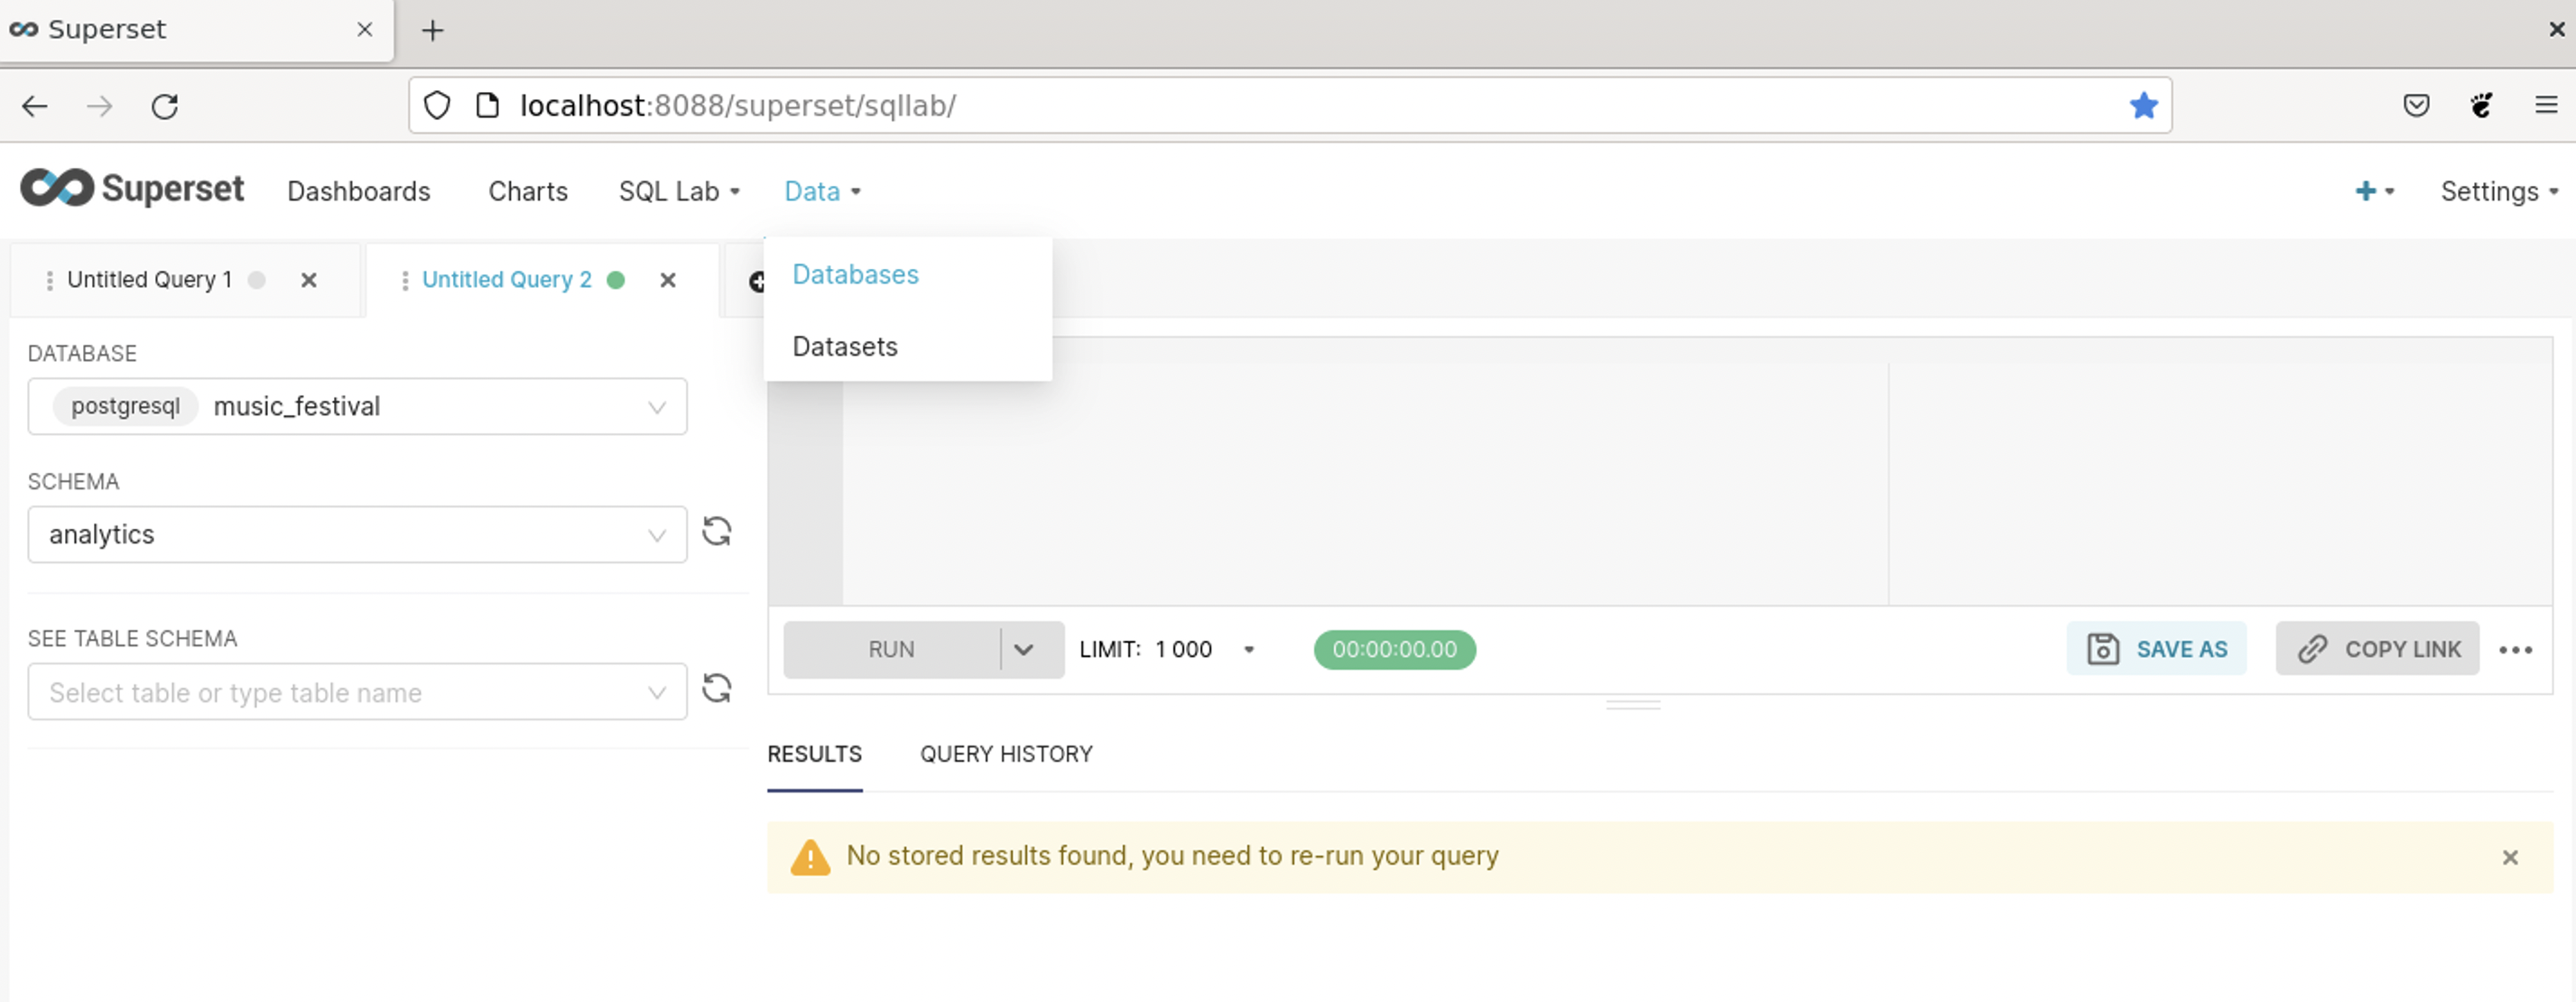 Superset
localhost:8088/superset/sqllab/
Superset Dashboards Charts SQL Lab Data Settings
Untitled Query 1 Untitled Query 2
Databases
Datasets
DATABASE
postgresql music_festival
SCHEMA
analytics
SEE TABLE SCHEMA
Select table or type table name
RUN LIMIT: 1 000 00:00:00.00 SAVE AS COPY LINK
RESULTS QUERY HISTORY
No stored results found, you need to re-run your query